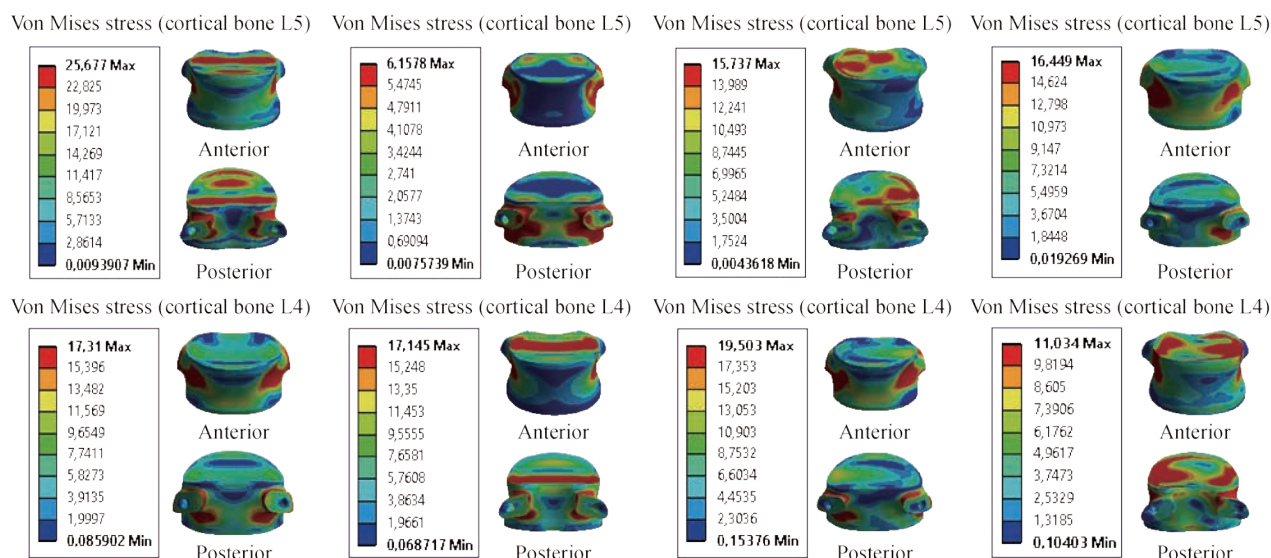 Von Mises stress (cortical bone L5)
25,677 Max
22,825
19,973
17,121
14,269
11,417
8,5653
5,7133
2,8614
0,0093907 Min
Anterior
Posterior
Von Mises stress (cortical bone L5)
6,1578 Max
5,4745
4,7911
4,1078
3,4244
2,741
2,0577
1,3743
0,69094
0,0075739 Min
Anterior
Posterior
Von Mises stress (cortical bone L5)
15,737 Max
13,989
12,241
10,493
8,7445
6,9965
5,2484
3,5004
1,7524
0,0043618 Min
Anterior
Posterior
Von Mises stress (cortical bone L5)
16,449 Max
14,624
12,798
10,973
9,147
7,3214
5,4959
3,6704
1,8448
0,019269 Min
Anterior
Posterior
Von Mises stress (cortical bone L4)
17,31 Max
15,396
13,482
11,569
9,6549
7,7411
5,8273
3,9135
1,9997
0,085902 Min
Anterior
Posterior
Von Mises stress (cortical bone L4)
17,145 Max
15,248
13,35
11,453
9,5555
7,6581
5,7608
3,8634
1,9661
0,068717 Min
Anterior
Posterior
Von Mises stress (cortical bone L4)
19,503 Max
17,353
15,203
13,053
10,903
8,7532
6,6034
4,4535
2,3036
0,15376 Min
Anterior
Posterior
Von Mises stress (cortical bone L4)
11,034 Max
9,8194
8,605
7,3906
6,1762
4,9617
3,7473
2,5329
1,3185
0,10403 Min
Anterior
Posterior